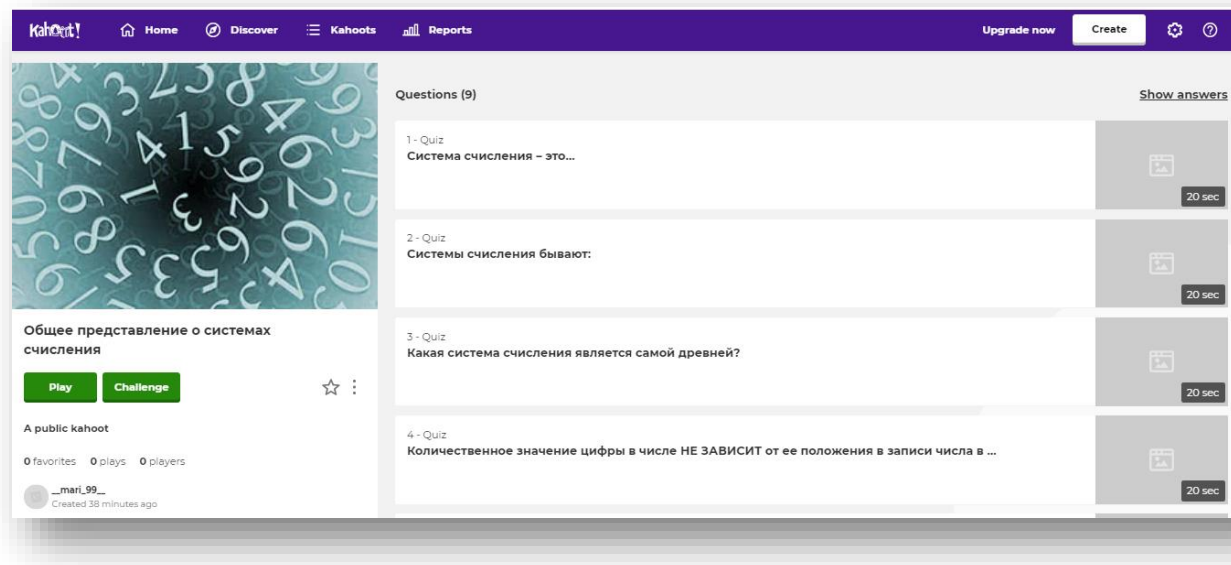 Kahoot!
Home
Discover
Kahoots
Reports
Upgrade now
Create
Общее представление о системах
счисления
Play
Challenge
A public kahoot
0 favorites 0 plays 0 players
__mari_99__
Created 38 minutes ago
Questions (9)
Show answers
1 - Quiz
Система счисления – это...
20 sec
2 - Quiz
Системы счисления бывают:
20 sec
3 - Quiz
Какая система счисления является самой древней?
20 sec
4 - Quiz
Количественное значение цифры в числе НЕ ЗАВИСИТ от ее положения в записи числа в ...
20 sec